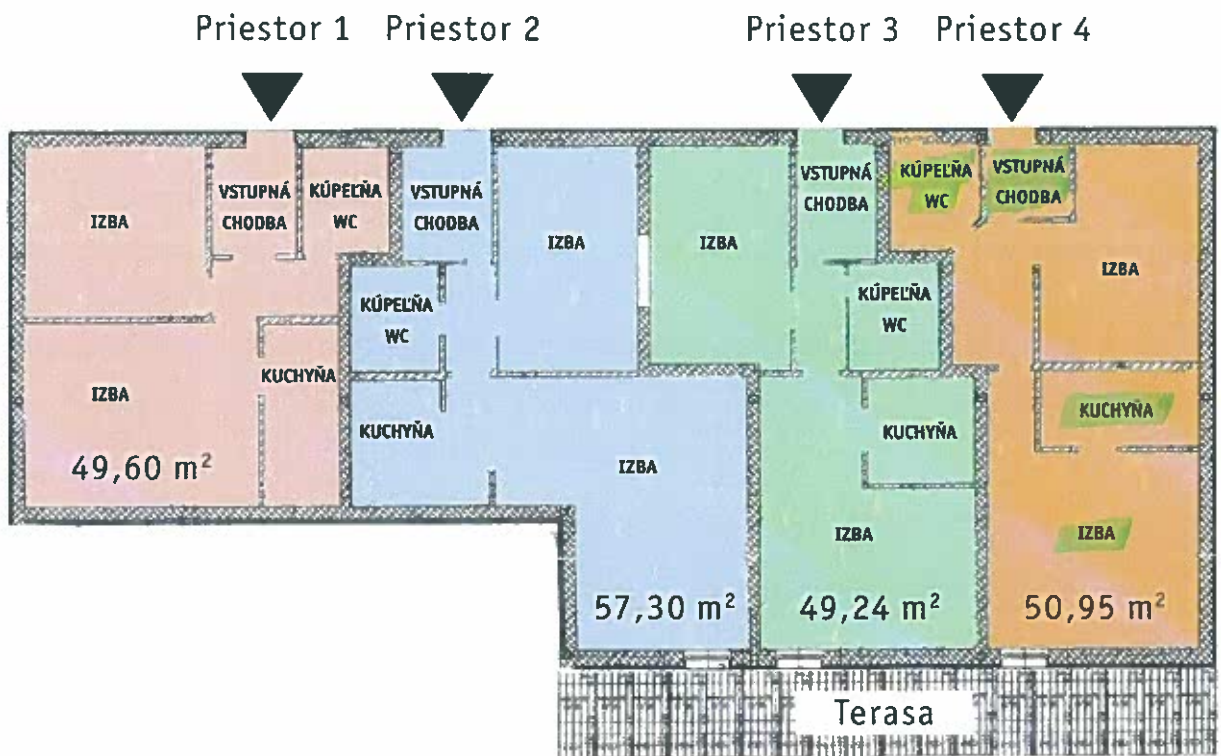 Priestor 1
Priestor 2
Priestor 3
Priestor 4
IZBA
VSTUPNÁ
CHODBA
KÚPEĽŇA
WC
IZBA
KUCHYŇA
49,60 m²
VSTUPNÁ
CHODBA
IZBA
KÚPEĽŇA
WC
KUCHYŇA
IZBA
57,30 m²
IZBA
VSTUPNÁ
CHODBA
KÚPEĽŇA
WC
KUCHYŇA
IZBA
49,24 m²
KÚPEĽŇA
WC
VSTUPNÁ
CHODBA
IZBA
KUCHYŇA
IZBA
50,95 m²
Terasa